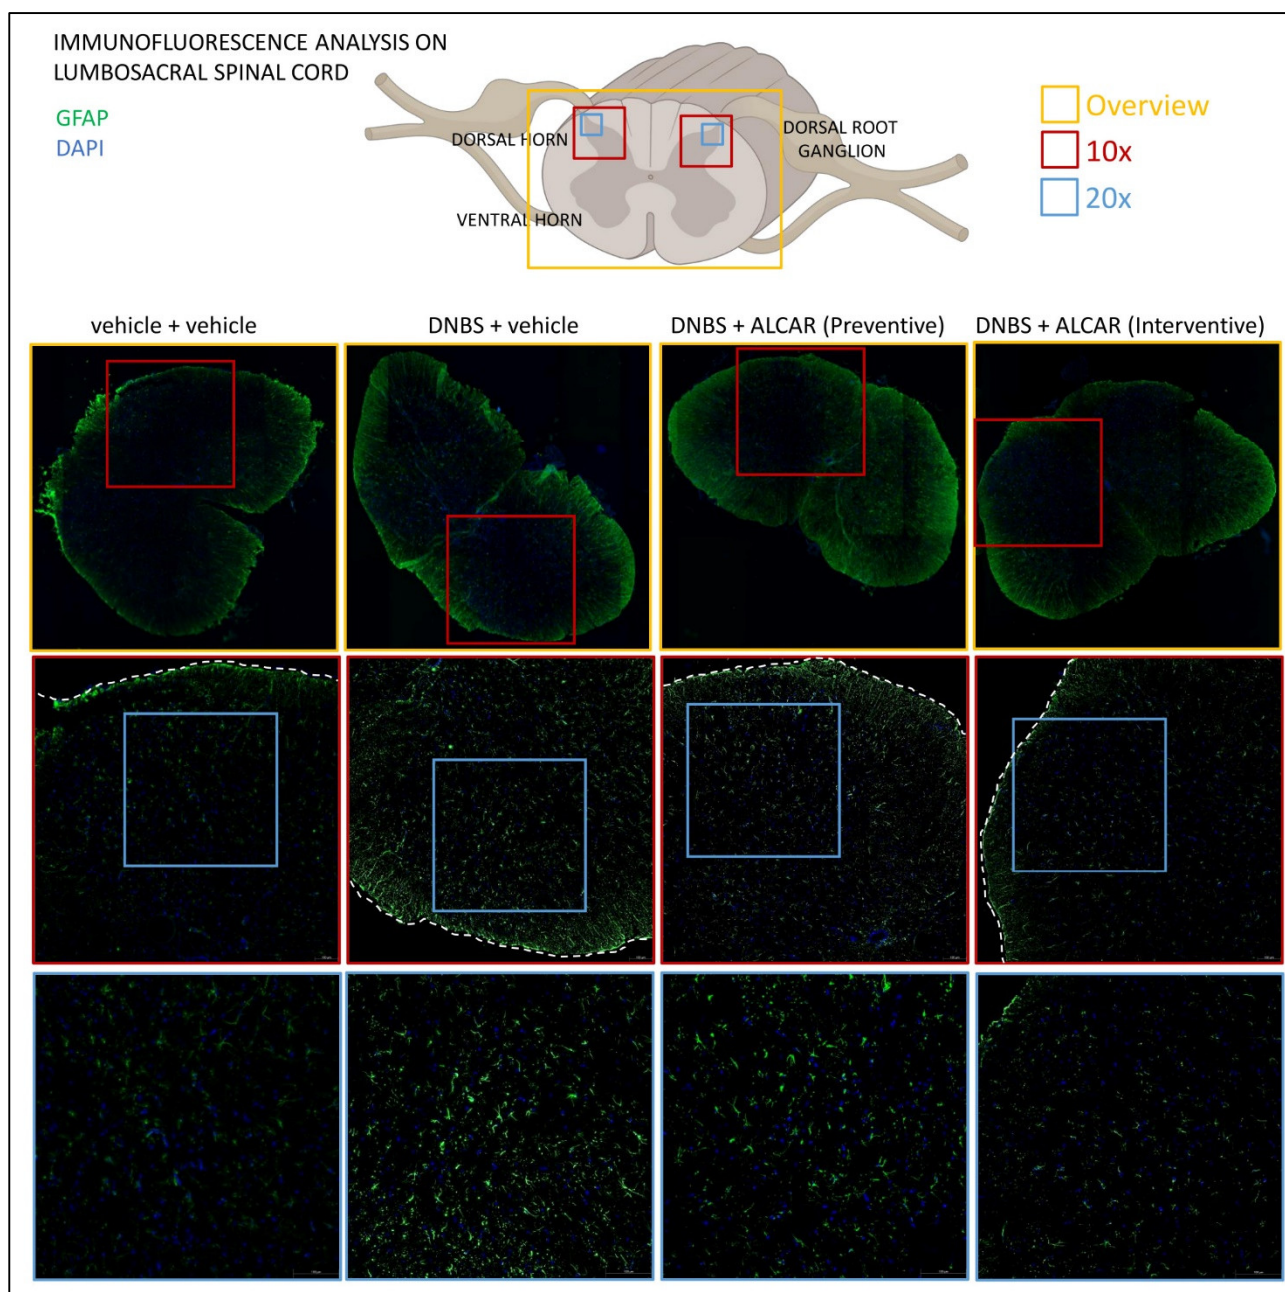 IMMUNOFLUORESCENCE ANALYSIS ON
LUMBOSACRAL SPINAL CORD
GFAP
DAPI
DORSAL HORN
VENTRAL HORN
DORSAL ROOT
GANGLION
Overview
10x
20x
vehicle + vehicle
DNBS + vehicle
DNBS + ALCAR (Preventive)
DNBS + ALCAR (Interventive)